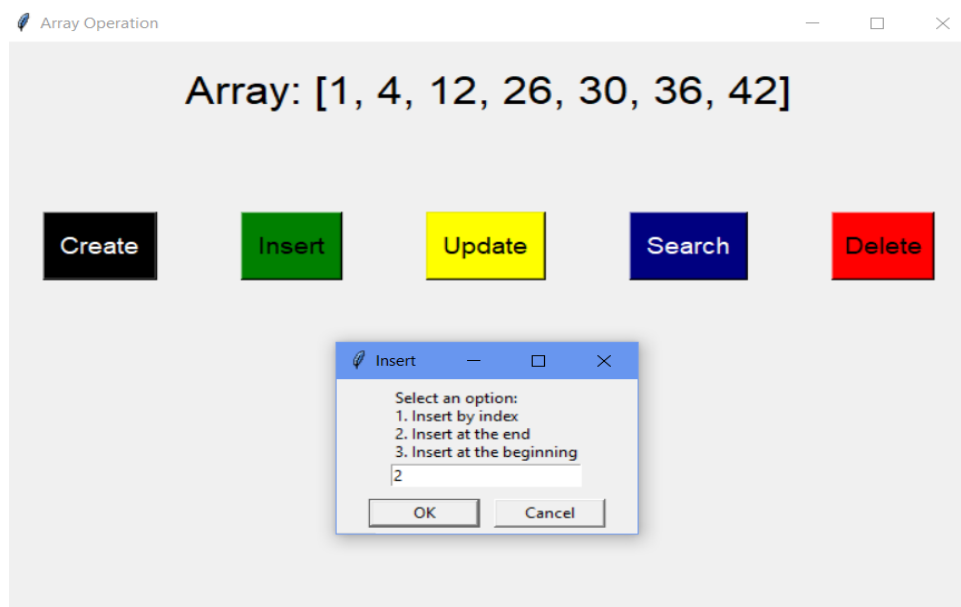 Array Operation
Array: [1, 4, 12, 26, 30, 36, 42]
Create
Insert
Update
Search
Delete
Insert
Select an option:
1. Insert by index
2. Insert at the end
3. Insert at the beginning
2
OK
Cancel